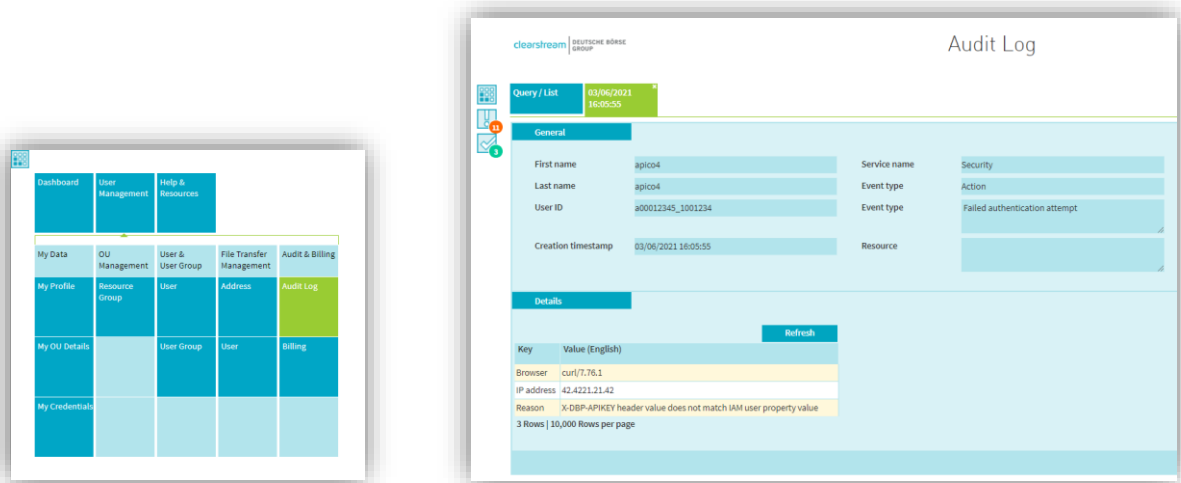 Dashboard
User
Management
Help &
Resources
My Data
OU
Management
User &
User Group
File Transfer
Management
Audit & Billing
My Profile
Resource
Group
User
Address
Audit Log
My OU Details
User Group
User
Billing
My Credentials
clearstream
DEUTSCHE BÖRSE
GROUP
Audit Log
Query / List
03/06/2021
16:05:55
11
3
General
First name
apico4
Service name
Security
Last name
apico4
Event type
Action
User ID
a00012345_1001234
Event type
Failed authentication attempt
Creation timestamp
03/06/2021 16:05:55
Resource
Details
Refresh
Key
Value (English)
Browser
curl/7.76.1
IP address
42.4221.21.42
Reason
X-DBP-APIKEY header value does not match IAM user property value
3 Rows | 10,000 Rows per page